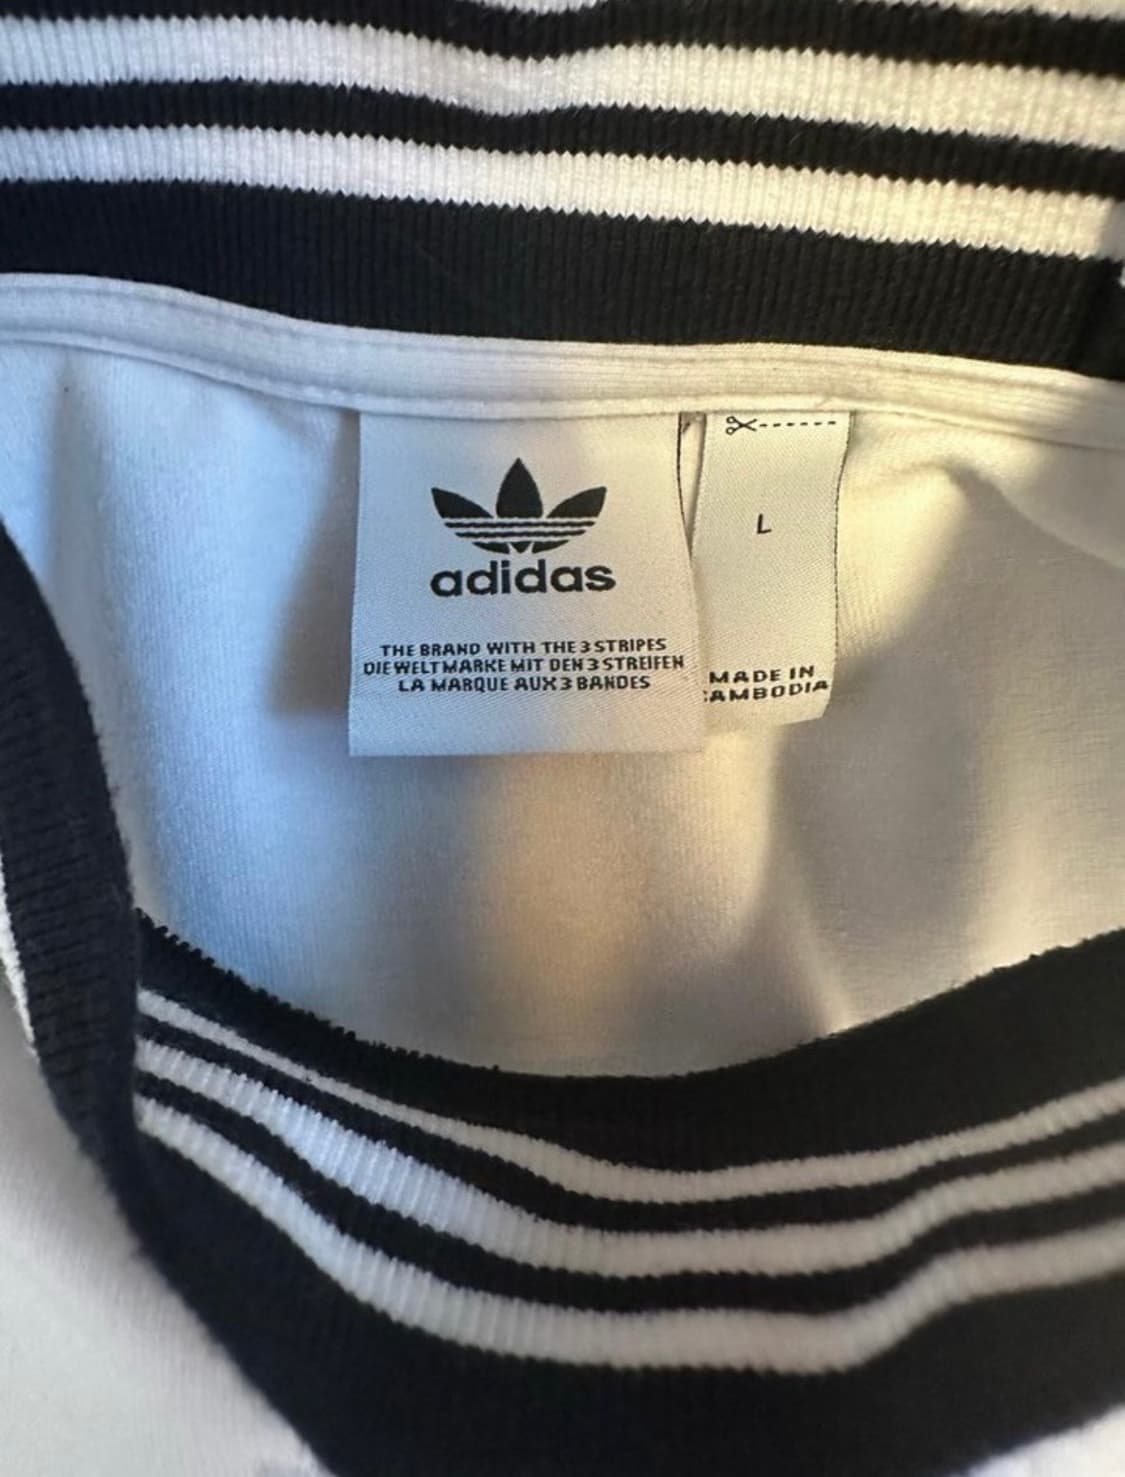 adidas
THE BRAND WITH THE 3 STRIPES
DIE WELTMARKE MIT DEN 3 STREIFEN
LA MARQUE AUX 3 BANDES
L
MADE IN
CAMBODIA